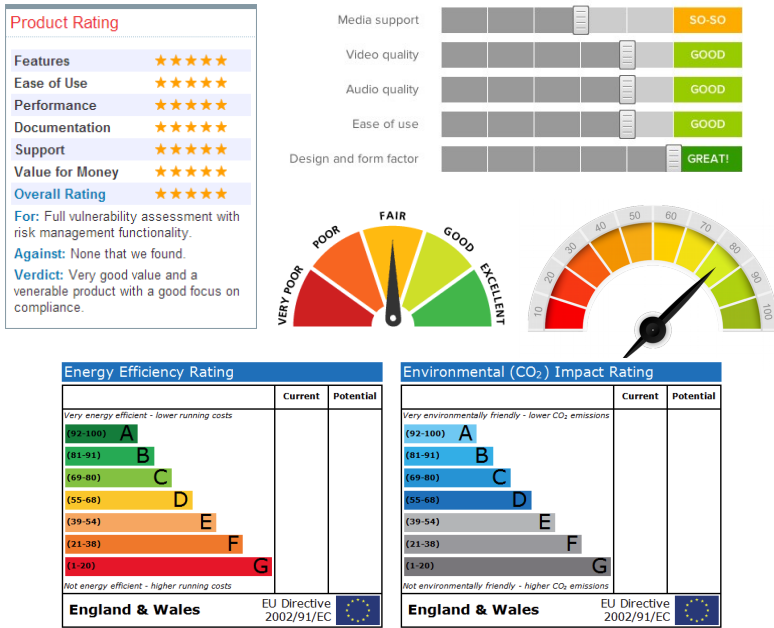 Product Rating
Features
Ease of Use
Performance
Documentation
Support
Value for Money
Overall Rating
For: Full vulnerability assessment with
risk management functionality.
Against: None that we found.
Verdict: Very good value and a
venerable product with a good focus on
compliance.
Media support SO-SO
Video quality GOOD
Audio quality GOOD
Ease of use GOOD
Design and form factor GREAT!
VERY POOR
POOR
FAIR
GOOD
EXCELLENT
10
20
30
40
50
60
70
80
90
100
Energy Efficiency Rating
Current Potential
Very energy efficient - lower running costs
(92-100) A
(81-91) B
(69-80) C
(55-68) D
(39-54) E
(21-38) F
(1-20) G
Not energy efficient - higher running costs
England & Wales
EU Directive
2002/91/EC
Environmental (CO₂) Impact Rating
Current Potential
Very environmentally friendly - lower CO₂ emissions
(92-100) A
(81-91) B
(69-80) C
(55-68) D
(39-54) E
(21-38) F
(1-20) G
Not environmentally friendly - higher CO₂ emissions
England & Wales
EU Directive
2002/91/EC